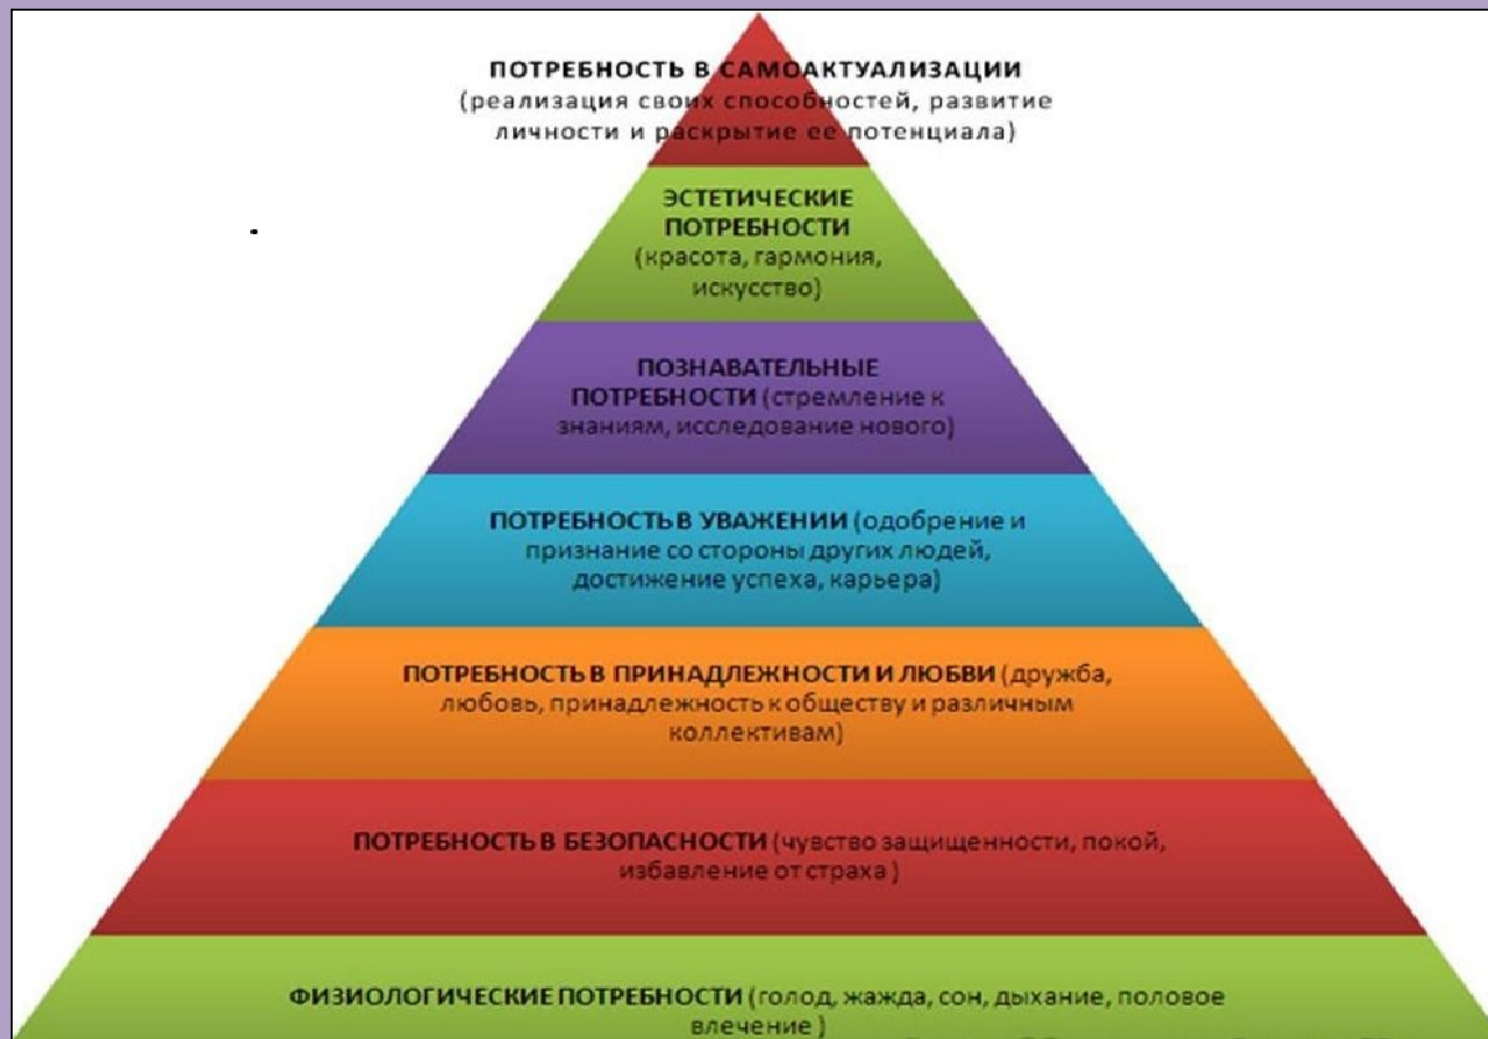 ПОТРЕБНОСТЬ В САМОАКТУАЛИЗАЦИИ
(реализация своих способностей, развитие
личности и раскрытие ее потенциала)
ЭСТЕТИЧЕСКИЕ
ПОТРЕБНОСТИ
(красота, гармония,
искусство)
ПОЗНАВАТЕЛЬНЫЕ
ПОТРЕБНОСТИ (стремление к
знаниям, исследование нового)
ПОТРЕБНОСТЬ В УВАЖЕНИИ (одобрение и
признание со стороны других людей,
достижение успеха, карьера)
ПОТРЕБНОСТЬ В ПРИНАДЛЕЖНОСТИ И ЛЮБВИ (дружба,
любовь, принадлежность к обществу и различным
коллективам)
ПОТРЕБНОСТЬ В БЕЗОПАСНОСТИ (чувство защищенности, покой,
избавление от страха )
ФИЗИОЛОГИЧЕСКИЕ ПОТРЕБНОСТИ (голод, жажда, сон, дыхание, половое
влечение )